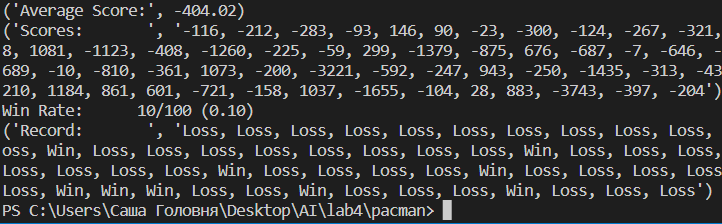 ('Average Score:', -404.02)
('Scores:       ', '-116, -212, -283, -93, 146, 90, -23, -300, -124, -267, -321,
8, 1081, -1123, -408, -1260, -225, -59, 299, -1379, -875, 676, -687, -7, -646, -
689, -10, -810, -361, 1073, -200, -3221, -592, -247, 943, -250, -1435, -313, -43
210, 1184, 861, 601, -721, -158, 1037, -1655, -104, 28, 883, -3743, -397, -204')
Win Rate:      10/100 (0.10)
('Record:       ', 'Loss, Loss, Loss, Loss, Loss, Loss, Loss, Loss, Loss, Loss,
oss, Win, Loss, Loss, Loss, Loss, Loss, Loss, Loss, Loss, Win, Loss, Loss, Loss,
Loss, Loss, Loss, Loss, Win, Loss, Loss, Loss, Loss, Loss, Win, Loss, Loss, Loss
Loss, Win, Win, Win, Loss, Loss, Win, Loss, Loss, Loss, Loss, Win, Loss, Loss, Loss')
PS C:\Users\Саша Головня\Desktop\AI\lab4\pacman>